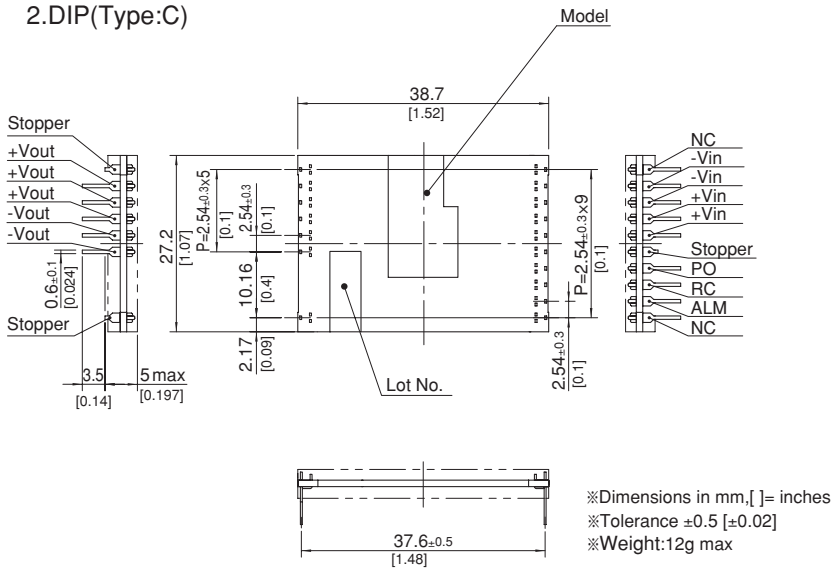 2.DIP(Type:C)
Model
38.7
[1.52]
Stopper
+Vout
+Vout
+Vout
-Vout
-Vout
Stopper
0.6±0.1
[0.024]
3.5
[0.14]
5 max
[0.197]
27.2
[1.07]
P=2.54±0.3x5
[0.1]
2.54±0.3
[0.1]
10.16
[0.4]
2.17
[0.09]
Lot No.
P=2.54±0.3x9
[0.1]
2.54±0.3
[0.1]
NC
-Vin
-Vin
+Vin
+Vin
Stopper
PO
RC
ALM
NC
37.6±0.5
[1.48]
※Dimensions in mm,[ ]= inches
※Tolerance ±0.5 [±0.02]
※Weight:12g max